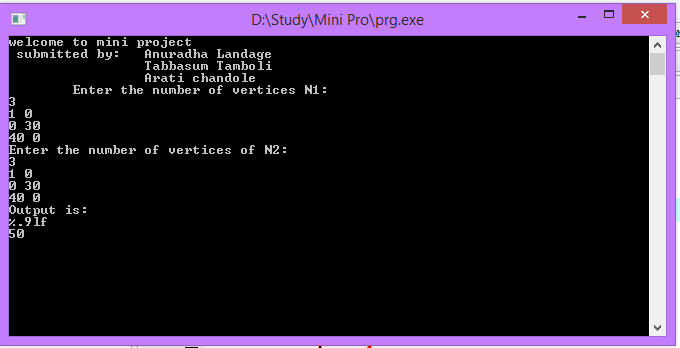 D:\Study\Mini Pro\prg.exe
welcome to mini project
submitted by: Anuradha Landage
Tabbasum Tamboli
Arati chandole
Enter the number of vertices N1:
3
1 0
0 30
40 0
Enter the number of vertices of N2:
3
1 0
0 30
40 0
Output is:
%.9lf
50